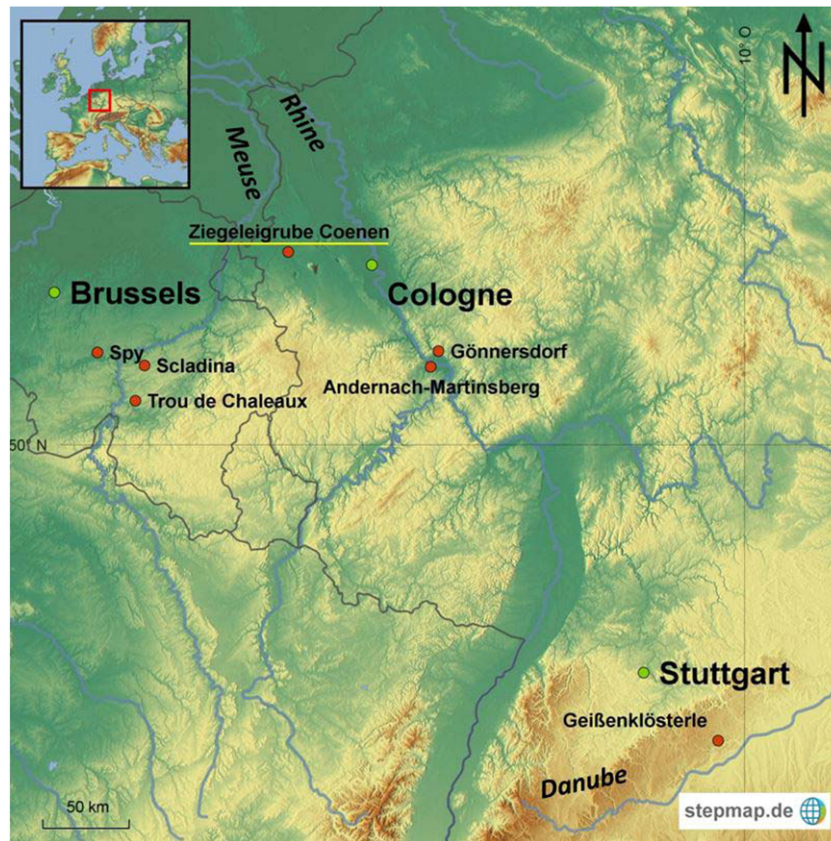 10° O
N
Rhine
Meuse
Ziegeleigrube Coenen
Brussels
Cologne
Spy
Gönnersdorf
Scladina
Andernach-Martinsberg
Trou de Chaleaux
50° N
Stuttgart
Geißenklösterle
Danube
50 km
stepmap.de